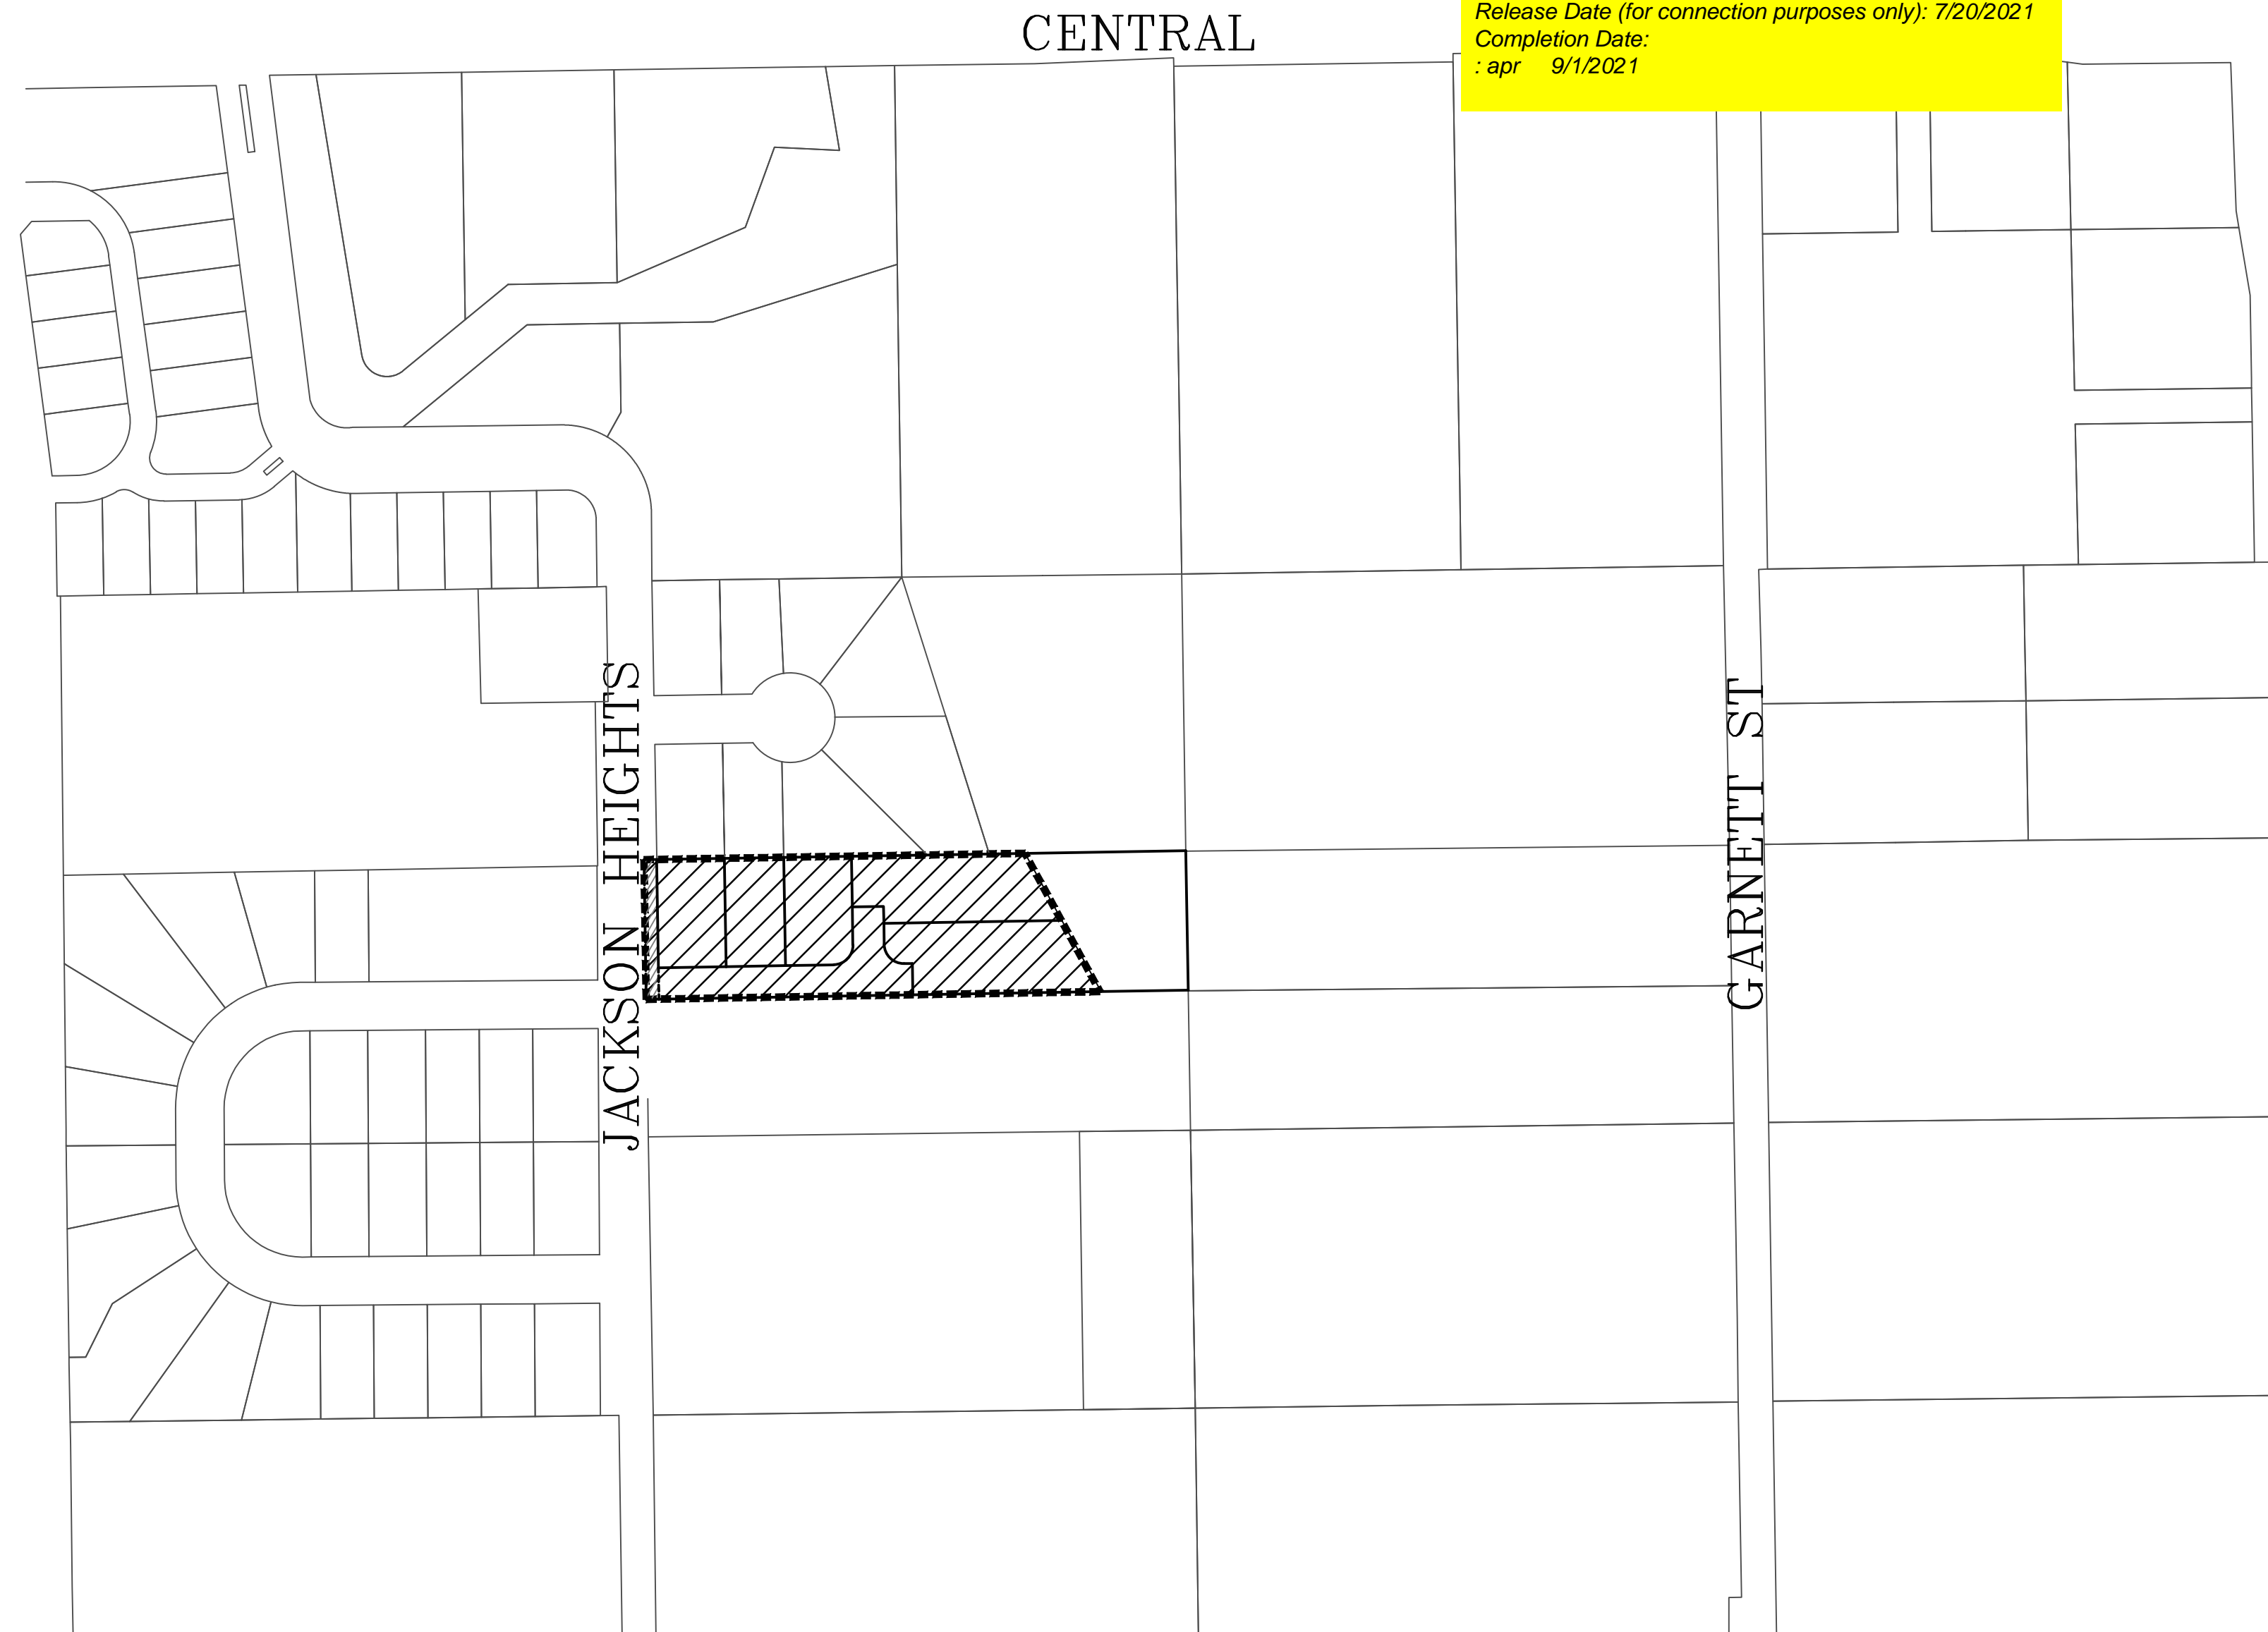 CENTRAL
Release Date (for connection purposes only): 7/20/2021
Completion Date:
: apr 9/1/2021
JACKSON HEIGHTS
GARNETT ST